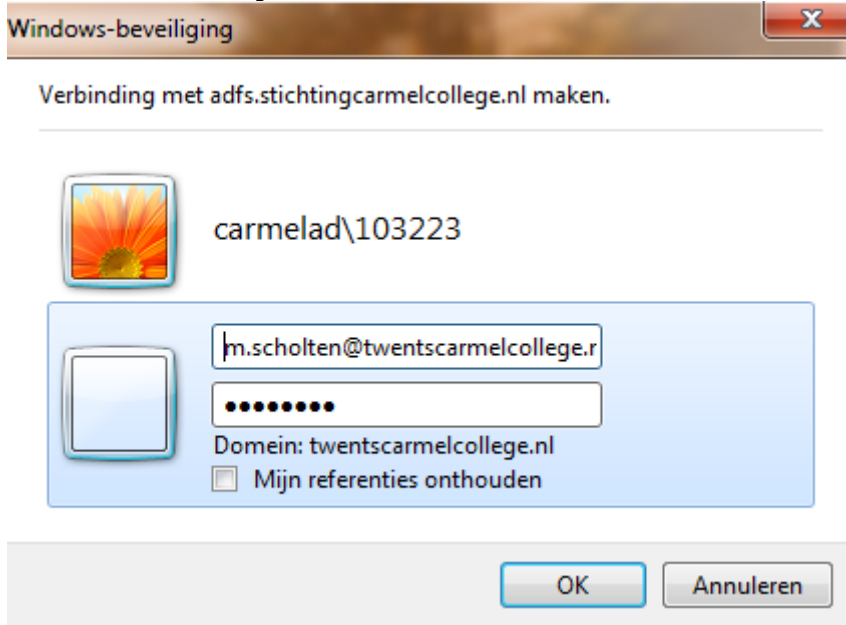 Windows-beveiliging
Verbinding met adfs.stichtingcarmelcollege.nl maken.
carmelad\103223
m.scholten@twentscarmelcollege.r
●●●●●●●●
Domein: twentscarmelcollege.nl
Mijn referenties onthouden
OK
Annuleren